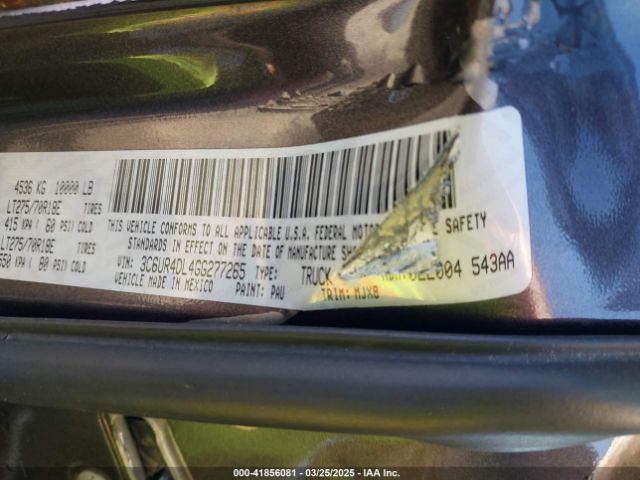 4536 KG 10000 LB
LT275/70R18E TIRES
415 KPA ( 60 PSI) COLD
LT275/70R18E TIRES
550 KPA ( 80 PSI) COLD
THIS VEHICLE CONFORMS TO ALL APPLICABLE U.S.A. FEDERAL MOTOR SAFETY
STANDARDS IN EFFECT ON THE DATE OF MANUFACTURE SHOWN
VIN: 3C6UR4DL4GG277265 TYPE: TRUCK 543AA
VEHICLE MADE IN MEXICO PAINT: PAU TRIM: MJX8
000-41856081 | 03/25/2025 | IAA Inc.